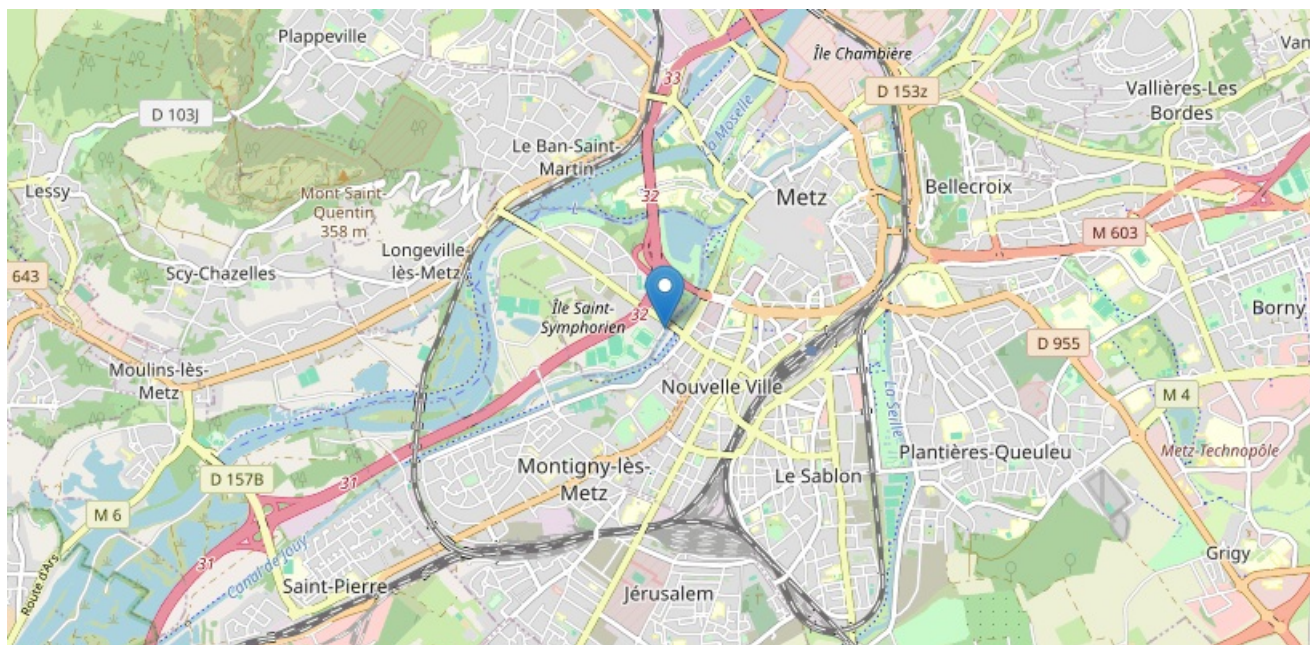 Plappeville
Île Chambière
33
D 153z
Van
Vallières-Les
Bordes
D 103J
La Moselle
Le Ban-Saint-
Martin
Lessy
Mont Saint-
Quentin
358 m
32
Metz
Bellecroix
M 603
Longeville-
lès-Metz
643
Scy-Chazelles
Île Saint-
Symphorien
32
Borny
D 955
Moulins-lès-
Metz
Nouvelle Ville
La Seille
M 4
Plantières-Queuleu
Metz-Technopôle
Montigny-lès-
Metz
Le Sablon
D 157B
31
M 6
31
Canal de Jouy
Route d'Ars
Saint-Pierre
Jérusalem
Grigy